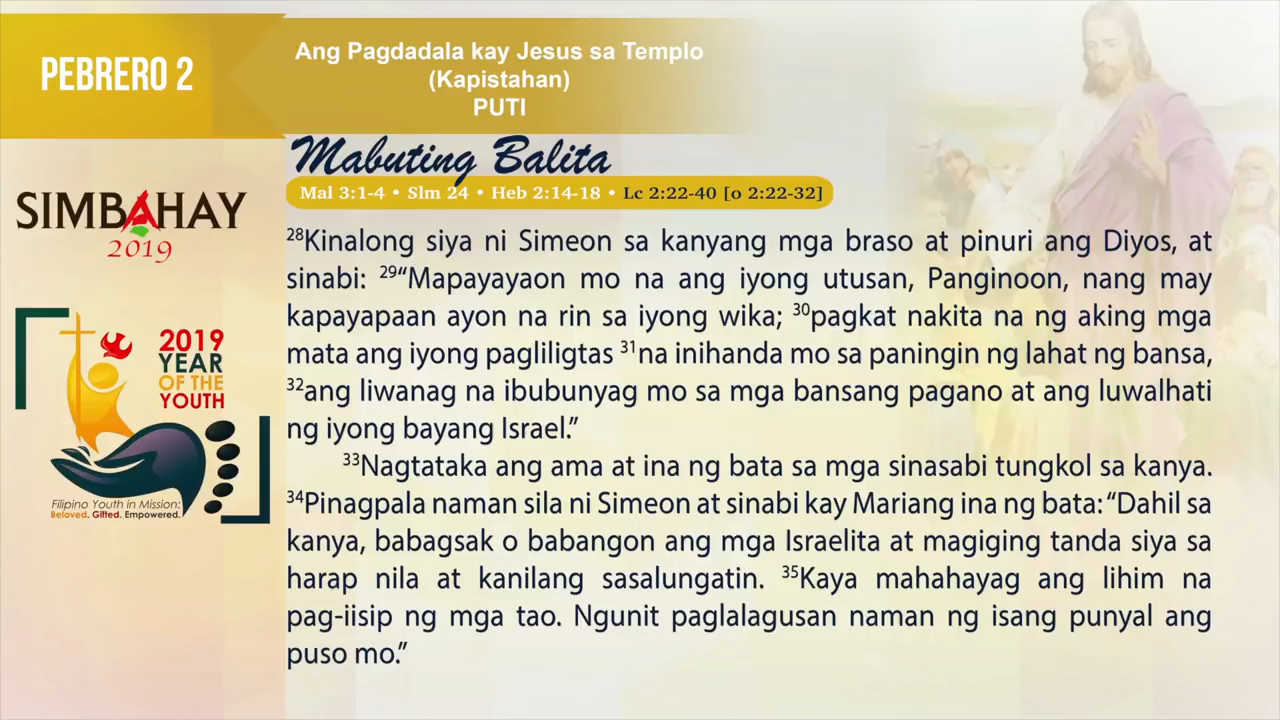 PEBRERO 2
Ang Pagdadala kay Jesus sa Templo
(Kapistahan)
PUTI
Mabuting Balita
Mal 3:1-4 • Slm 24 • Heb 2:14-18 • Lc 2:22-40 [o 2:22-32]
SIMBAHAY
2019
2019
YEAR
OF THE
YOUTH
Filipino Youth in Mission:
Beloved. Gifted. Empowered.
²⁸Kinalong siya ni Simeon sa kanyang mga braso at pinuri ang Diyos, at
sinabi: ²⁹“Mapayayaon mo na ang iyong utusan, Panginoon, nang may
kapayapaan ayon na rin sa iyong wika; ³⁰pagkat nakita na ng aking mga
mata ang iyong pagliligtas ³¹na inihanda mo sa paningin ng lahat ng bansa,
³²ang liwanag na ibubunyag mo sa mga bansang pagano at ang luwalhati
ng iyong bayang Israel.”
³³Nagtataka ang ama at ina ng bata sa mga sinasabi tungkol sa kanya.
³⁴Pinagpala naman sila ni Simeon at sinabi kay Mariang ina ng bata: “Dahil sa
kanya, babagsak o babangon ang mga Israelita at magiging tanda siya sa
harap nila at kanilang sasalungatin. ³⁵Kaya mahahayag ang lihim na
pag-iisip ng mga tao. Ngunit paglalagusan naman ng isang punyal ang
puso mo.”